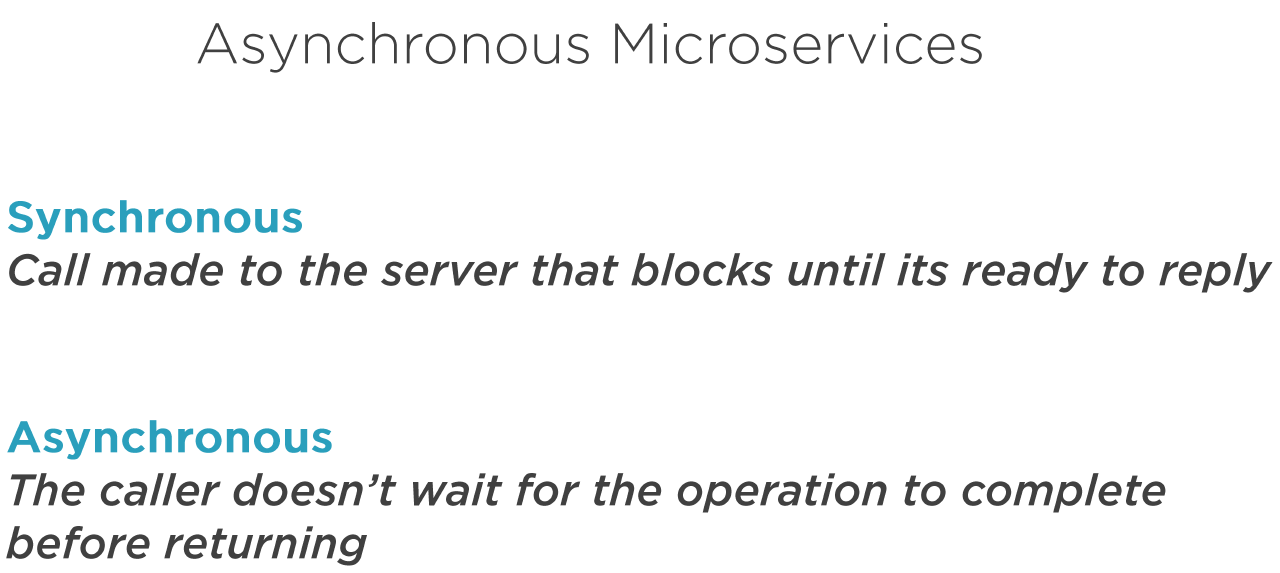 Asynchronous Microservices
Synchronous
Call made to the server that blocks until its ready to reply
Asynchronous
The caller doesn’t wait for the operation to complete
before returning